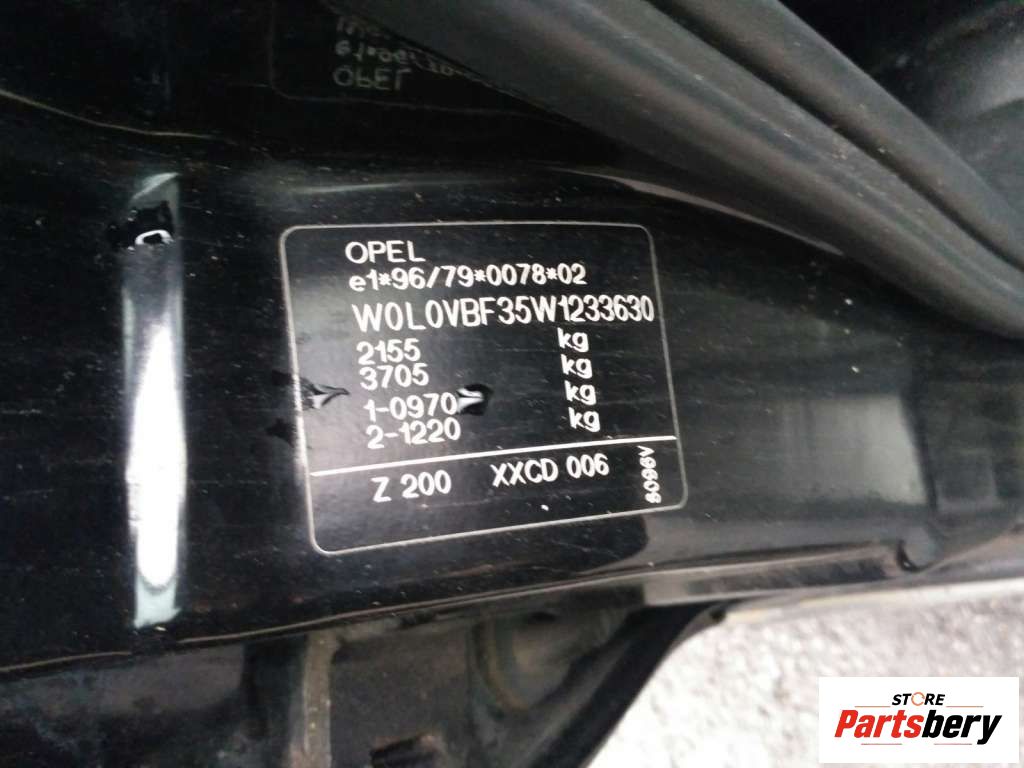 OPEL
e1*96/79*0078*02
W0L0VBF35W1233630
2155 kg
3705 kg
1-0970 kg
2-1220 kg
Z 200 XXCD 006
8096V
STORE
Partsbery